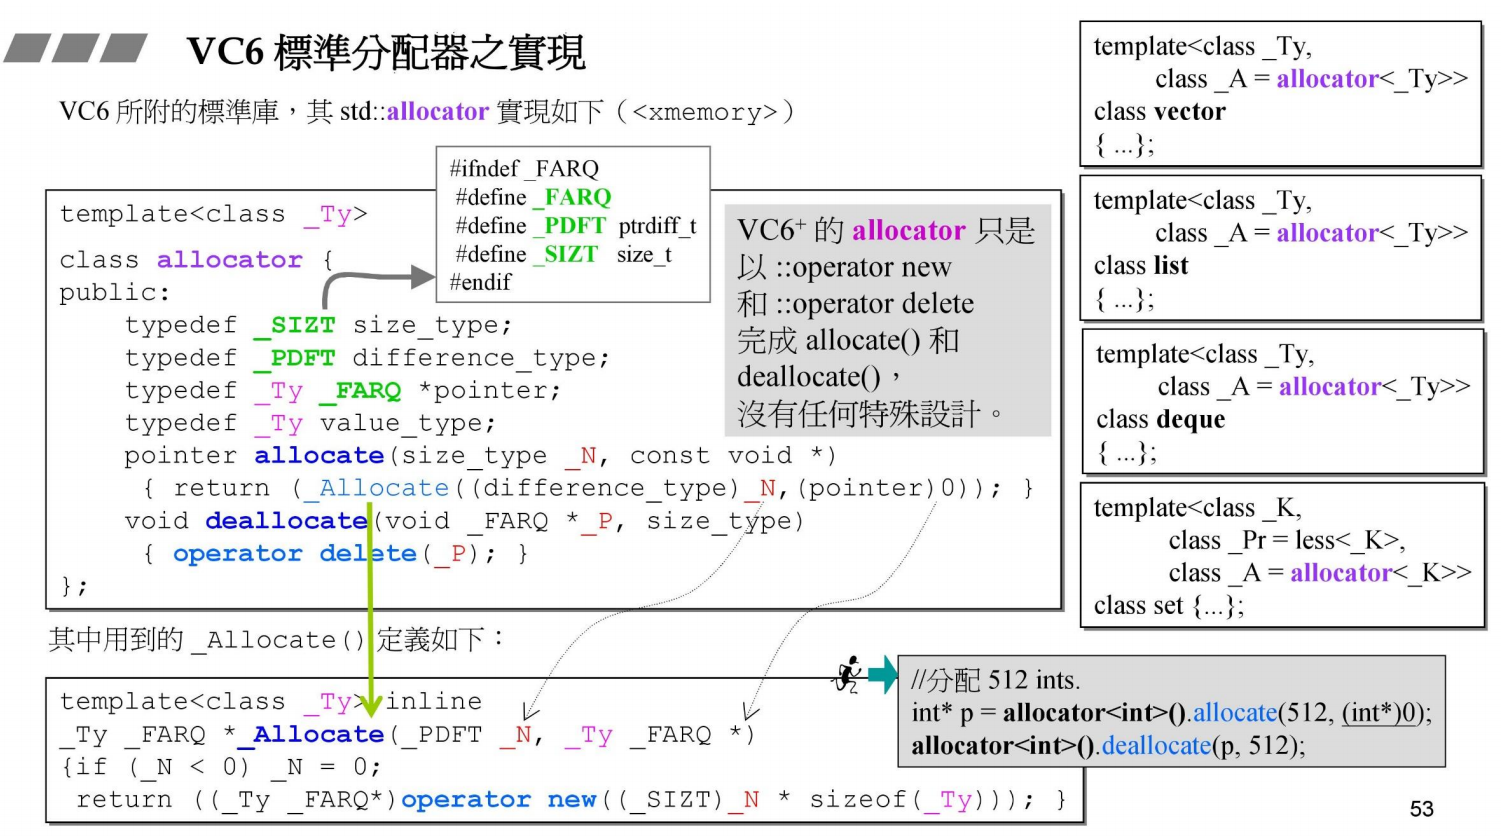 VC6 標準分配器之實現
VC6 所附的標準庫，其 std::allocator 實現如下（<xmemory>）
#ifndef _FARQ
#define _FARQ
#define _PDFT ptrdiff_t
#define _SIZT size_t
#endif
template<class _Ty>
class allocator {
public:
typedef _SIZT size_type;
typedef _PDFT difference_type;
typedef _Ty _FARQ *pointer;
typedef _Ty value_type;
pointer allocate(size_type _N, const void *)
{ return (_Allocate((difference_type)_N,(pointer)0)); }
void deallocate(void _FARQ *_P, size_type)
{ operator delete(_P); }
};
VC6+ 的 allocator 只是
以 ::operator new
和 ::operator delete
完成 allocate() 和
deallocate()，
沒有任何特殊設計。
其中用到的 _Allocate() 定義如下：
template<class _Ty> inline
_Ty _FARQ *_Allocate(_PDFT _N, _Ty _FARQ *)
{if (_N < 0) _N = 0;
return ((_Ty _FARQ*)operator new((_SIZT)_N * sizeof(_Ty))); }
template<class _Ty,
class _A = allocator<_Ty>>
class vector
{ ...};
template<class _Ty,
class _A = allocator<_Ty>>
class list
{ ...};
template<class _Ty,
class _A = allocator<_Ty>>
class deque
{ ...};
template<class _K,
class _Pr = less<_K>,
class _A = allocator<_K>>
class set {...};
//分配 512 ints.
int* p = allocator<int>().allocate(512, (int*)0);
allocator<int>().deallocate(p, 512);
53